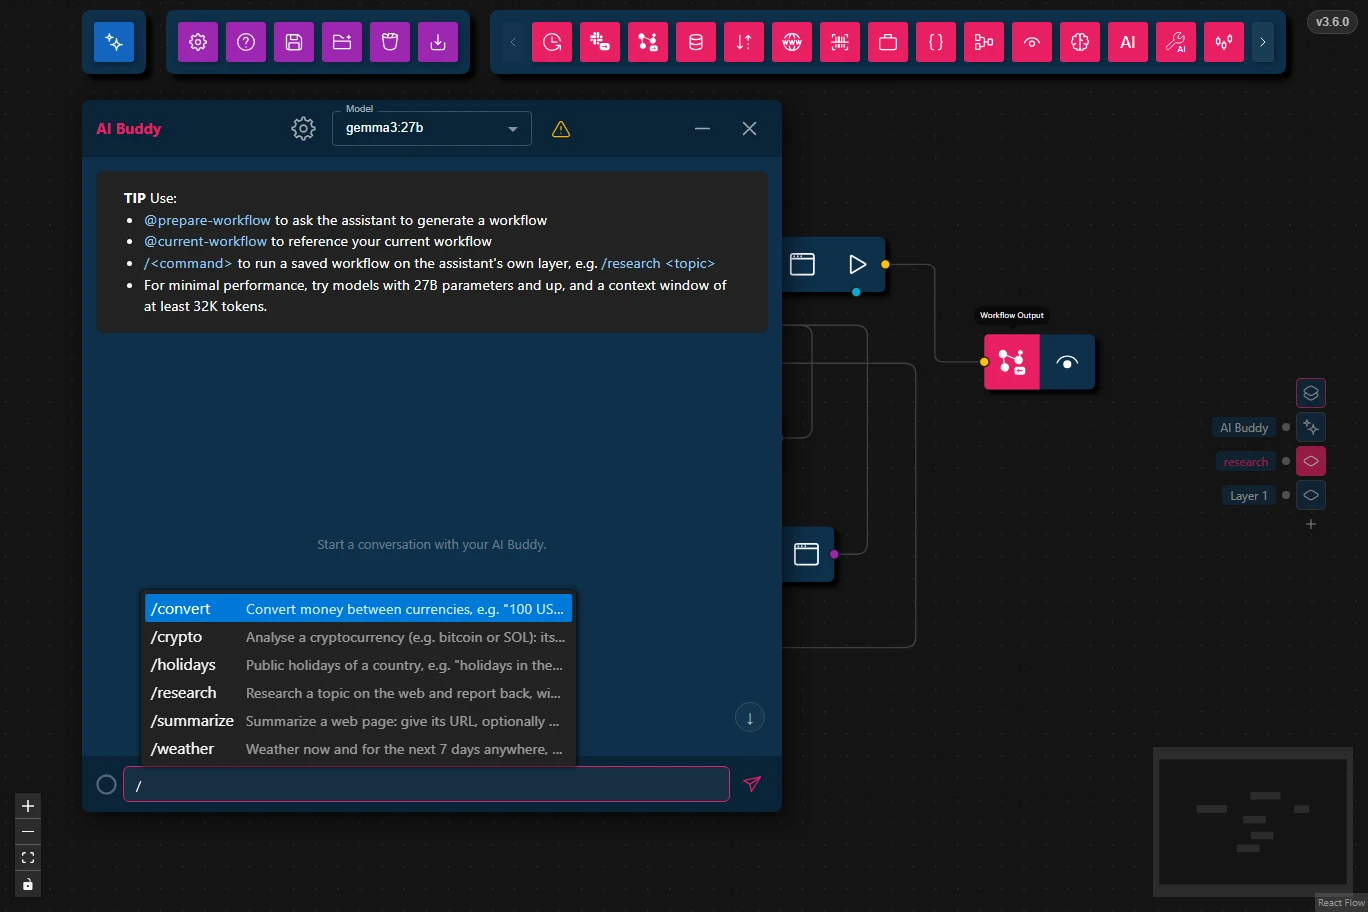 v3.6.0
WWW
{}
AI
AI
AI Buddy
Model
gemma3:27b
TIP Use:
• @prepare-workflow to ask the assistant to generate a workflow
• @current-workflow to reference your current workflow
• /<command> to run a saved workflow on the assistant's own layer, e.g. /research <topic>
• For minimal performance, try models with 27B parameters and up, and a context window of
at least 32K tokens.
Workflow Output
AI Buddy
research
Layer 1
Start a conversation with your AI Buddy.
/convert Convert money between currencies, e.g. "100 US...
/crypto Analyse a cryptocurrency (e.g. bitcoin or SOL): its...
/holidays Public holidays of a country, e.g. "holidays in the...
/research Research a topic on the web and report back, wi...
/summarize Summarize a web page: give its URL, optionally ...
/weather Weather now and for the next 7 days anywhere, ...
/
React Flow